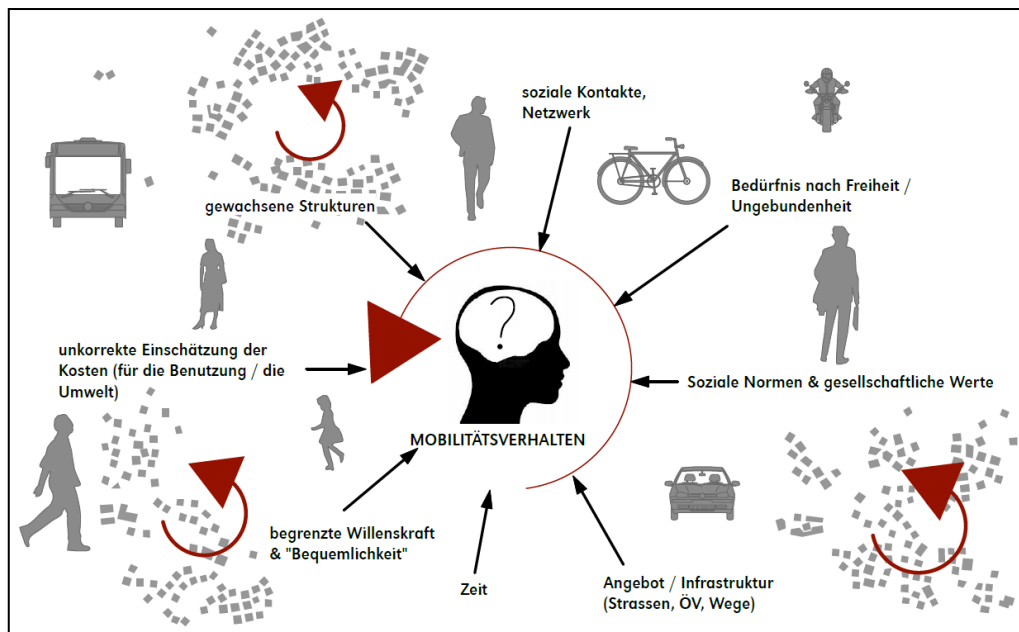 soziale Kontakte,
Netzwerk
Bedürfnis nach Freiheit /
Ungebundenheit
gewachsene Strukturen
?
unkorrekte Einschätzung der
Kosten (für die Benutzung / die
Umwelt)
Soziale Normen & gesellschaftliche Werte
MOBILITÄTSVERHALTEN
begrenzte Willenskraft
& "Bequemlichkeit"
Zeit
Angebot / Infrastruktur
(Strassen, ÖV, Wege)